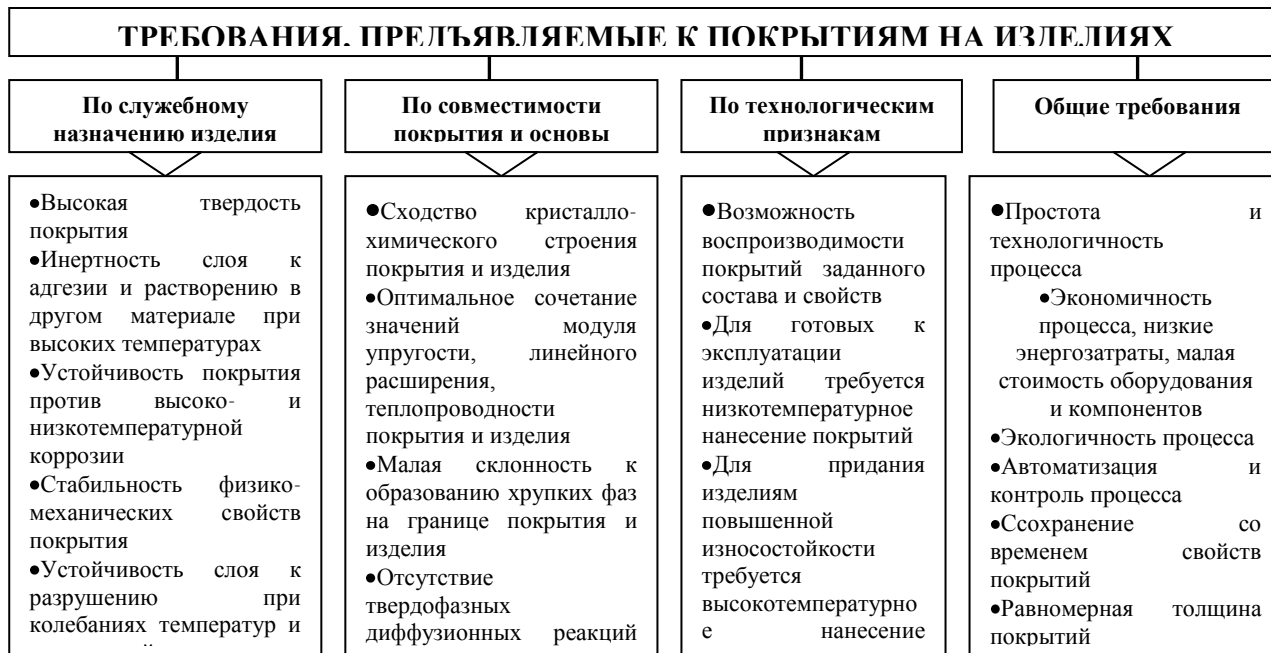 ТРЕБОВАНИЯ, ПРЕДЪЯВЛЯЕМЫЕ К ПОКРЫТИЯМ НА ИЗДЕЛИЯХ
По служебному
назначению изделия
По совместимости
покрытия и основы
По технологическим
признакам
Общие требования
●Высокая твердость
покрытия
●Инертность слоя к
адгезии и растворению в
другом материале при
высоких температурах
●Устойчивость покрытия
против высоко- и
низкотемпературной
коррозии
●Стабильность физико-
механических свойств
покрытия
●Устойчивость слоя к
разрушению при
колебаниях температур и
●Сходство кристалло-
химического строения
покрытия и изделия
●Оптимальное сочетание
значений модуля
упругости, линейного
расширения,
теплопроводности
покрытия и изделия
●Малая склонность к
образованию хрупких фаз
на границе покрытия и
изделия
●Отсутствие
твердофазных
диффузионных реакций
●Возможность
воспроизводимости
покрытий заданного
состава и свойств
●Для готовых к
эксплуатации
изделий требуется
низкотемпературное
нанесение покрытий
●Для придания
изделиям
повышенной
износостойкости
требуется
высокотемпературно
е нанесение
●Простота и
технологичность
процесса
●Экономичность
процесса, низкие
энергозатраты, малая
стоимость оборудования
и компонентов
●Экологичность процесса
●Автоматизация и
контроль процесса
●Ссохранение со
временем свойств
покрытий
●Равномерная толщина
покрытий